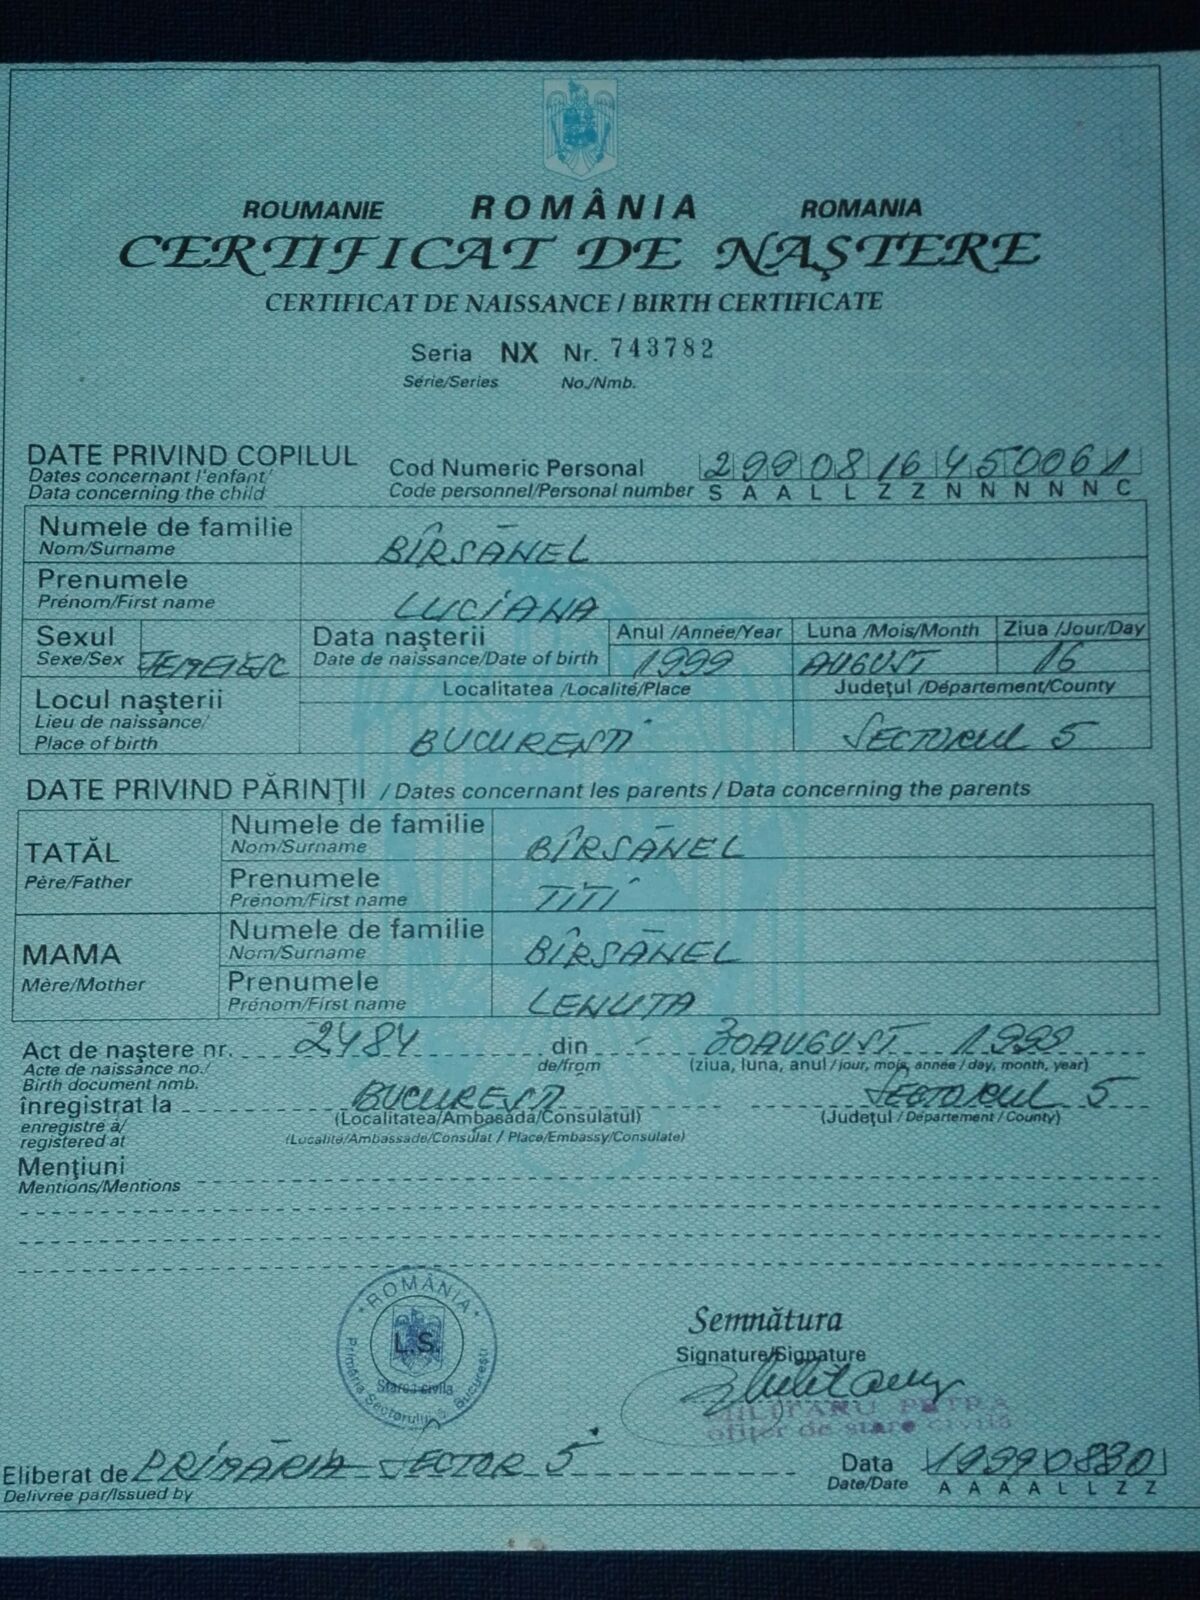 ROUMANIE ROMÂNIA ROMANIA
CERTIFICAT DE NAŞTERE
CERTIFICAT DE NAISSANCE / BIRTH CERTIFICATE
Seria NX Nr. 743782
Série/Series No./Nmb.
DATE PRIVIND COPILUL
Dates concernant l'enfant/
Data concerning the child
Cod Numeric Personal 2990816450061
Code personnel/Personal number S A A L L Z Z N N N N N C
Numele de familie BÎRSĂNEL
Nom/Surname
Prenumele LUCIANA
Prénom/First name
Sexul FEMEIESC
Sexe/Sex
Data naşterii
Date de naissance/Date of birth
Anul /Année/Year Luna /Mois/Month Ziua /Jour/Day
1999 AUGUST 16
Locul naşterii
Lieu de naissance/
Place of birth
Localitatea /Localité/Place Judeţul /Département/County
BUCUREŞTI SECTORUL 5
DATE PRIVIND PĂRINŢII / Dates concernant les parents / Data concerning the parents
TATĂL
Père/Father
Numele de familie BÎRSĂNEL
Nom/Surname
Prenumele TITI
Prenom/First name
MAMA
Mère/Mother
Numele de familie BÎRSĂNEL
Nom/Surname
Prenumele LENUTA
Prénom/First name
Act de naştere nr. 2484 din 30 AUGUST 1999
Acte de naissance no./ de/from (ziua, luna, anul / jour, mois, année / day, month, year)
Birth document nmb.
înregistrat la BUCUREŞTI SECTORUL 5
enregistré à/ (Localitatea/Ambasada/Consulatul) (Judeţul / Département / County)
registered at (Localité/Ambassade/Consulat / Place/Embassy/Consulate)
Menţiuni
Mentions/Mentions
ROMÂNIA
L.S.
Starea civilă
Primăria Sectorului 5 Bucureşti
Semnătura
Signature/Signature
MILITARU PETRA
ofiţer de stare civilă
Eliberat de PRIMĂRIA SECTOR 5
Delivree par/Issued by
Data 19990830
Date/Date A A A A L L Z Z